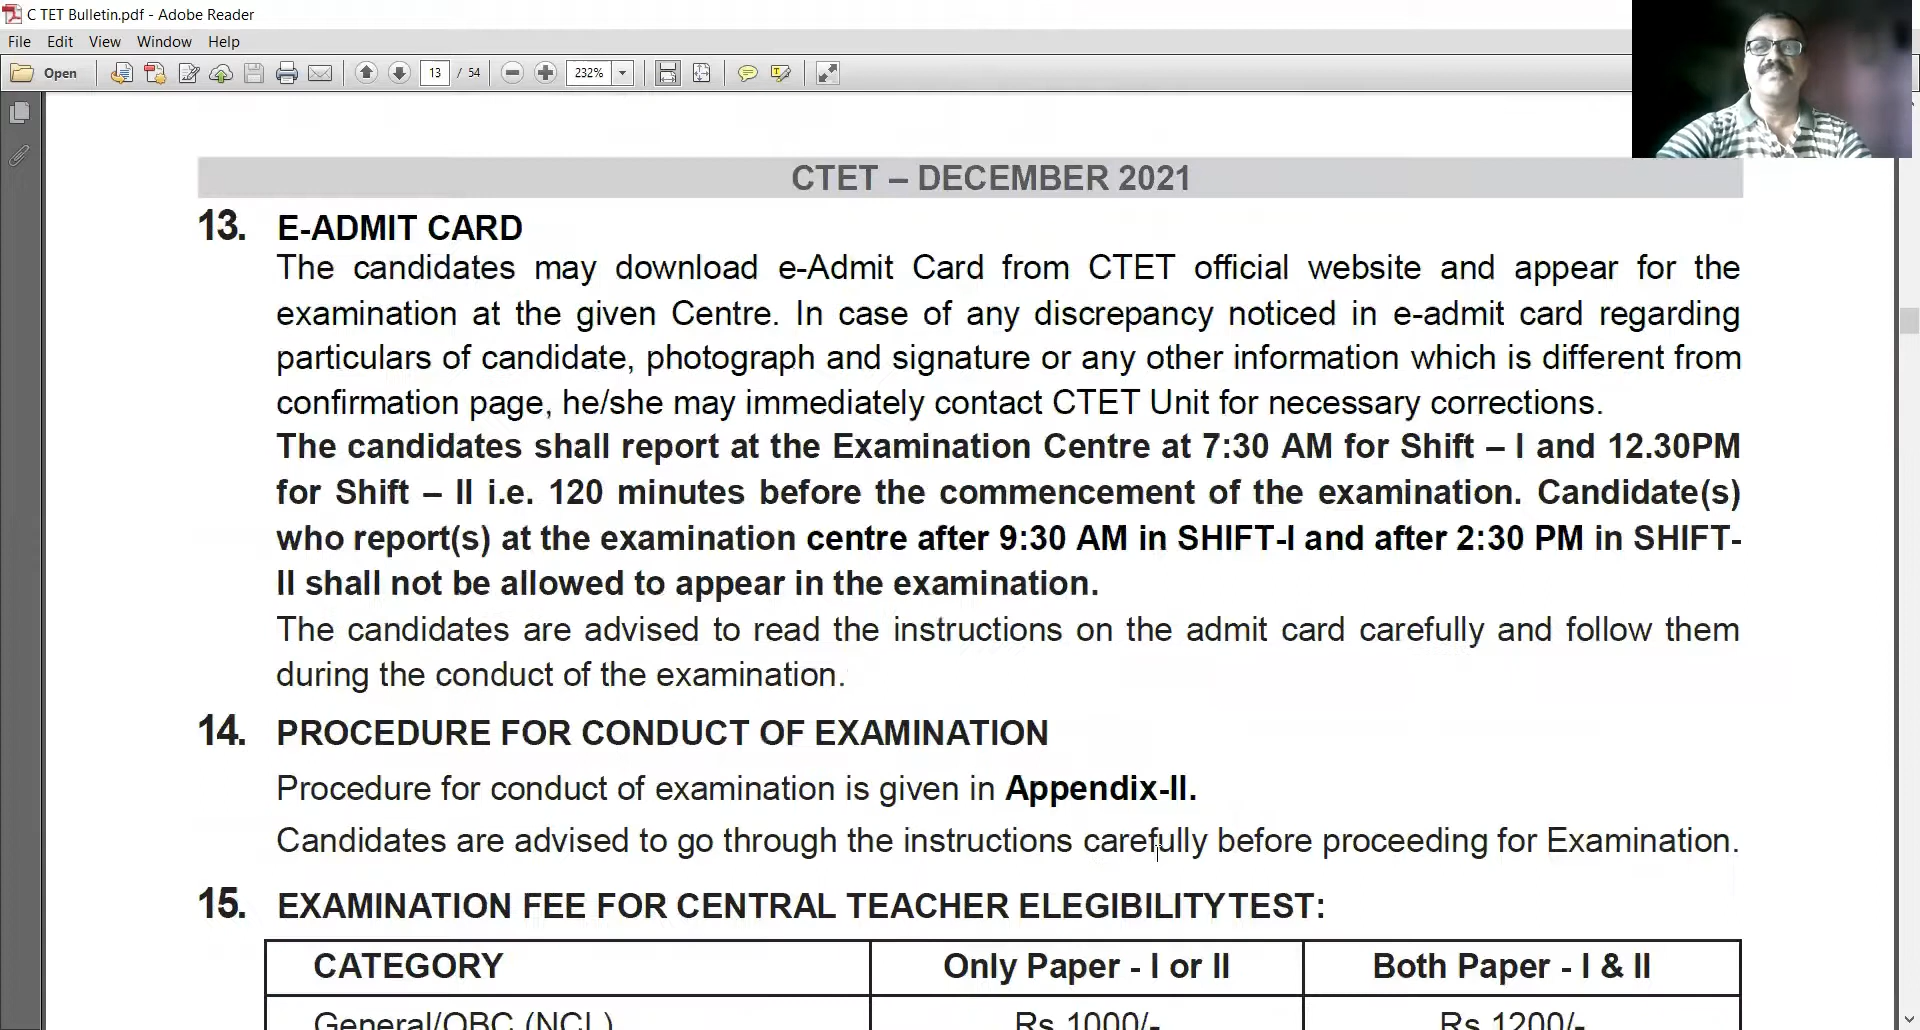 C TET Bulletin.pdf - Adobe Reader
File Edit View Window Help
Open 13 / 54 232%
CTET – DECEMBER 2021
13. E-ADMIT CARD
The candidates may download e-Admit Card from CTET official website and appear for the
examination at the given Centre. In case of any discrepancy noticed in e-admit card regarding
particulars of candidate, photograph and signature or any other information which is different from
confirmation page, he/she may immediately contact CTET Unit for necessary corrections.
The candidates shall report at the Examination Centre at 7:30 AM for Shift – I and 12.30PM
for Shift – II i.e. 120 minutes before the commencement of the examination. Candidate(s)
who report(s) at the examination centre after 9:30 AM in SHIFT-I and after 2:30 PM in SHIFT-
II shall not be allowed to appear in the examination.
The candidates are advised to read the instructions on the admit card carefully and follow them
during the conduct of the examination.
14. PROCEDURE FOR CONDUCT OF EXAMINATION
Procedure for conduct of examination is given in Appendix-II.
Candidates are advised to go through the instructions carefully before proceeding for Examination.
15. EXAMINATION FEE FOR CENTRAL TEACHER ELEGIBILITY TEST:
CATEGORY Only Paper - I or II Both Paper - I & II
General/OBC (NCL) Rs.1000/- Rs.1200/-